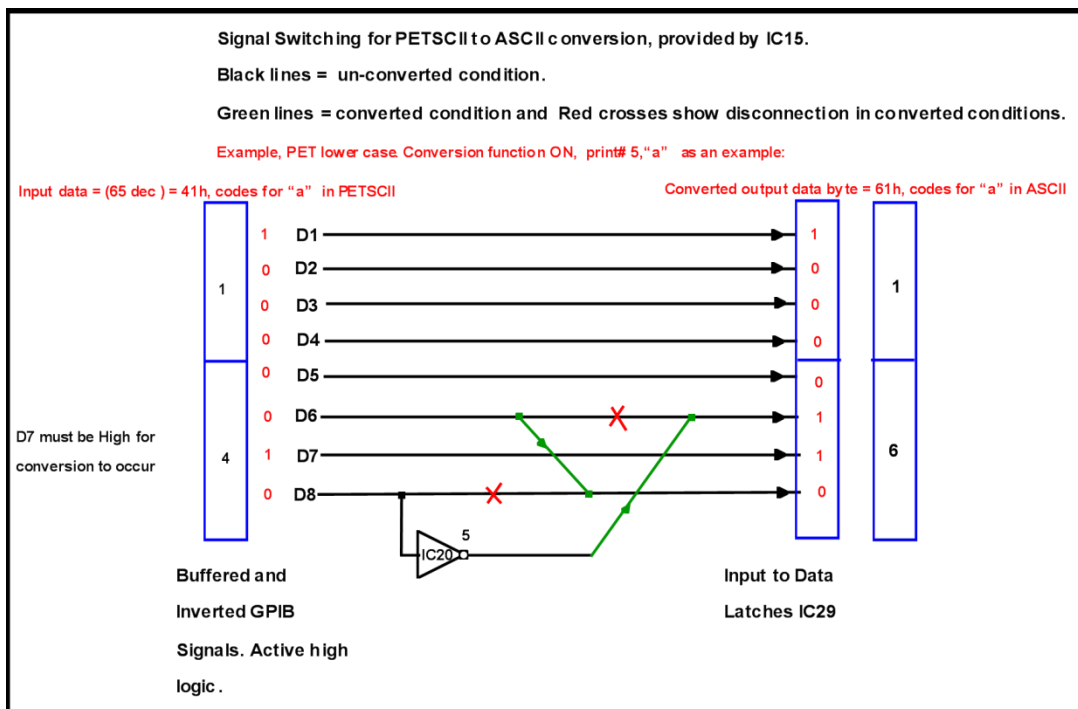 Signal Switching for PETSCII to ASCII conversion, provided by IC15.
Black lines = un-converted condition.
Green lines = converted condition and Red crosses show disconnection in converted conditions.
Example, PET lower case. Conversion function ON, print# 5,“a” as an example:
Input data = (65 dec ) = 41h, codes for “a” in PETSCII
Converted output data byte = 61h, codes for “a” in ASCII
1 D1 1
0 D2 0
1 0 D3 0 1
0 D4 0
0 D5 0
0 D6 1
D7 must be High for
conversion to occur
4 1 D7 1 6
0 D8 0
5
IC20
Buffered and
Inverted GPIB
Signals. Active high
logic.
Input to Data
Latches IC29